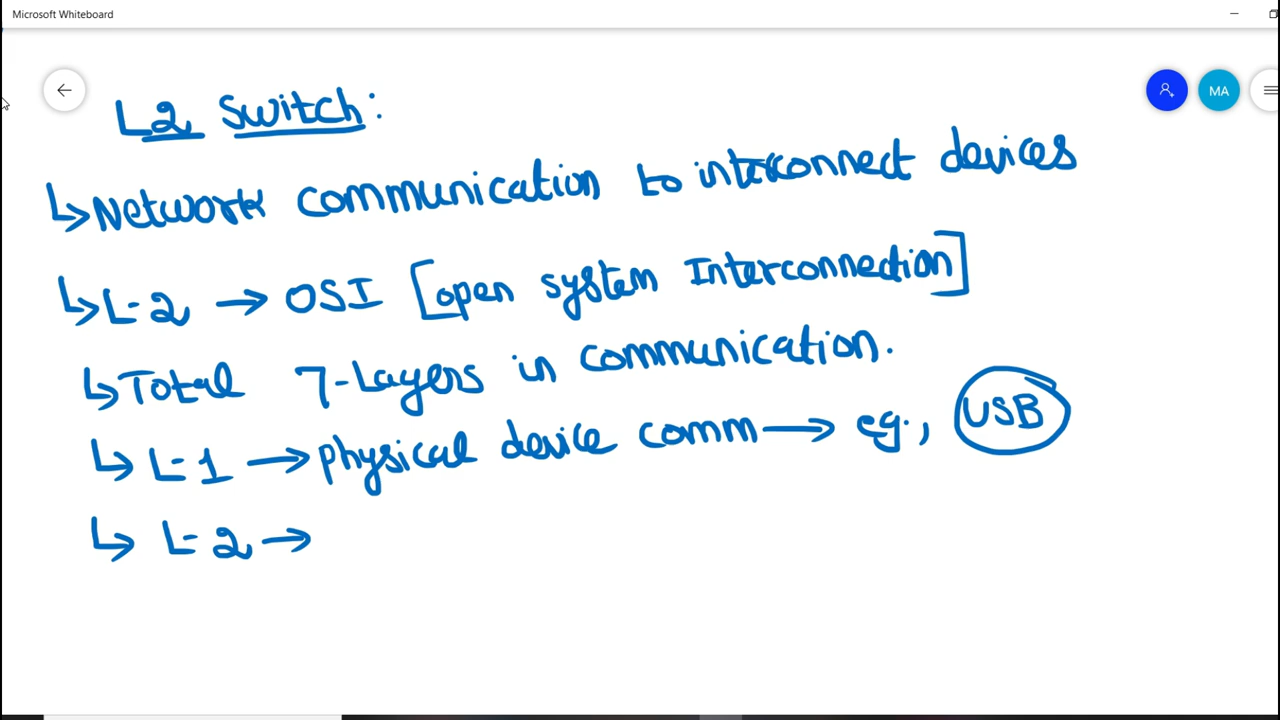 Microsoft Whiteboard
MA
L2 Switch:
↳ Network communication to interconnect devices
↳ L-2 → OSI [open system Interconnection]
↳ Total 7-Layers in communication.
↳ L-1 → physical device comm → eg., USB
↳ L-2 →